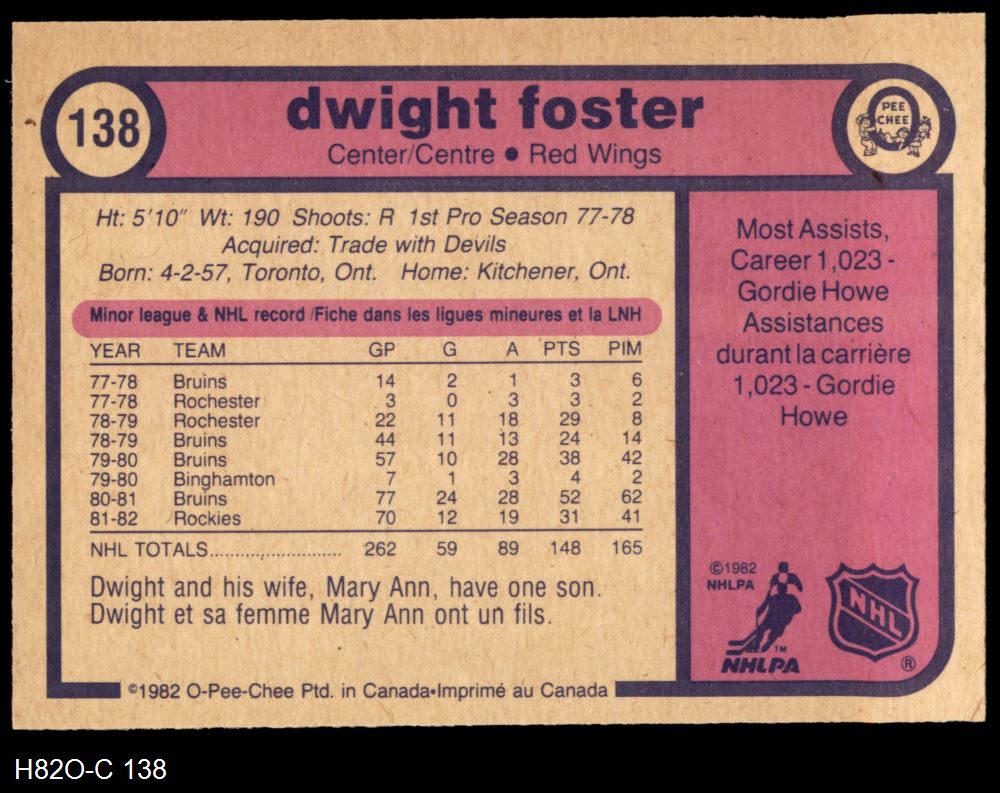 138
dwight foster
PEE
CHEE
Center/Centre • Red Wings
Ht: 5'10" Wt: 190 Shoots: R 1st Pro Season 77-78
Acquired: Trade with Devils
Born: 4-2-57, Toronto, Ont. Home: Kitchener, Ont.
Minor league & NHL record /Fiche dans les ligues mineures et la LNH
YEAR TEAM GP G A PTS PIM
77-78 Bruins 14 2 1 3 6
77-78 Rochester 3 0 3 3 2
78-79 Rochester 22 11 18 29 8
78-79 Bruins 44 11 13 24 14
79-80 Bruins 57 10 28 38 42
79-80 Binghamton 7 1 3 4 2
80-81 Bruins 77 24 28 52 62
81-82 Rockies 70 12 19 31 41
NHL TOTALS........................... 262 59 89 148 165
Dwight and his wife, Mary Ann, have one son.
Dwight et sa femme Mary Ann ont un fils.
©1982 O-Pee-Chee Ptd. in Canada•Imprimé au Canada
Most Assists,
Career 1,023 -
Gordie Howe
Assistances
durant la carrière
1,023 - Gordie
Howe
©1982
NHLPA
TM
NHLPA
NHL
®
H82O-C 138